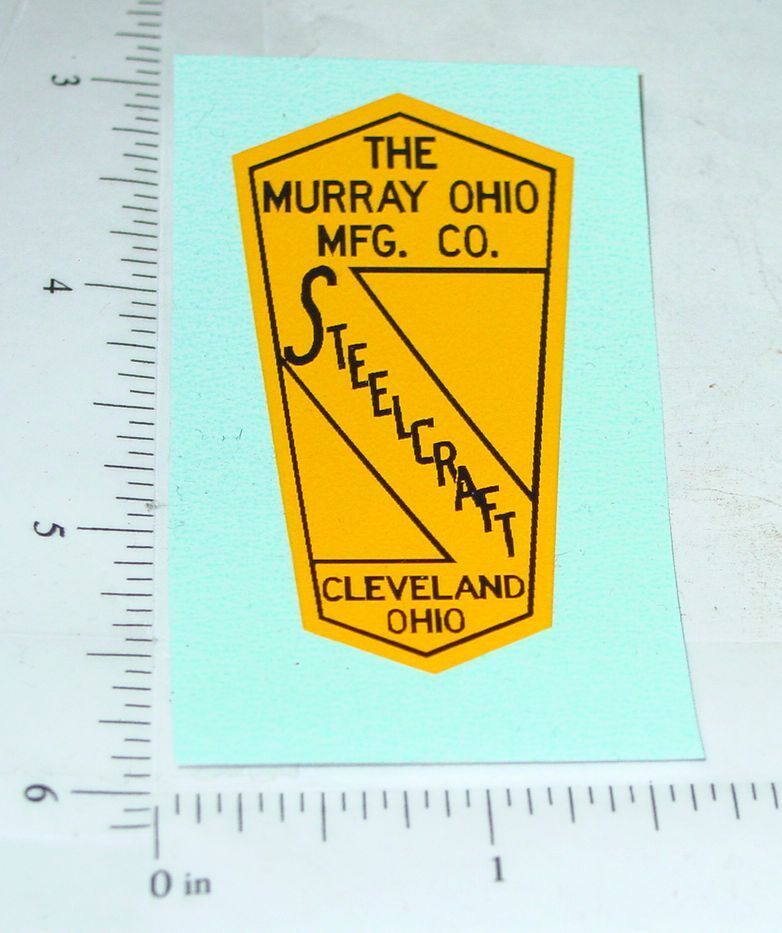 THE
MURRAY OHIO
MFG. CO.
STEELCRAFT
CLEVELAND
OHIO
3
4
5
6
0 in
1